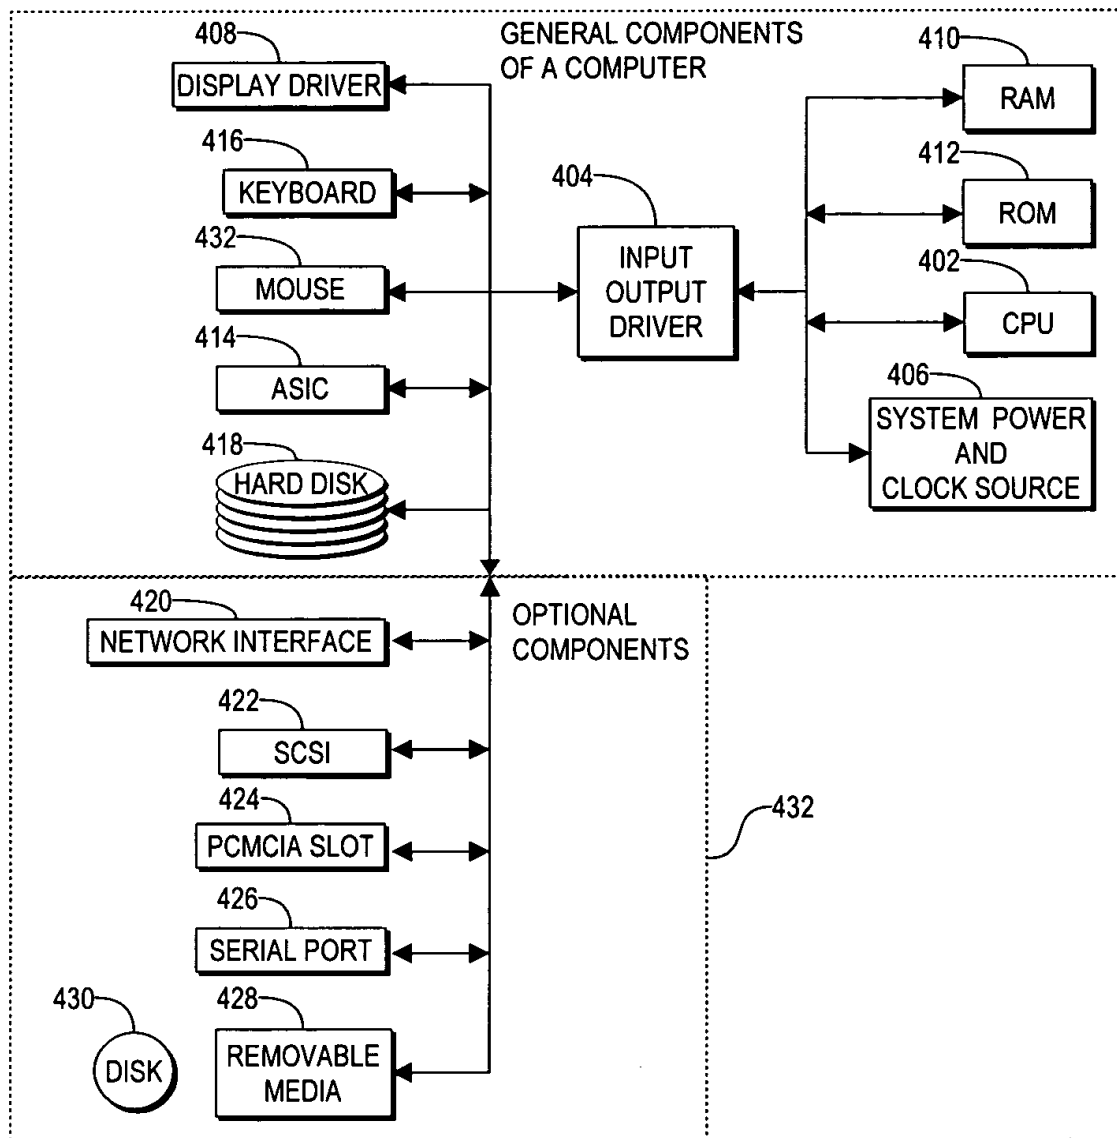 408
DISPLAY DRIVER
GENERAL COMPONENTS
OF A COMPUTER
410
RAM
416
KEYBOARD
412
ROM
404
INPUT
OUTPUT
DRIVER
432
MOUSE
402
CPU
414
ASIC
406
SYSTEM POWER
AND
CLOCK SOURCE
418
HARD DISK
420
NETWORK INTERFACE
OPTIONAL
COMPONENTS
422
SCSI
424
PCMCIA SLOT
432
426
SERIAL PORT
430
DISK
428
REMOVABLE
MEDIA